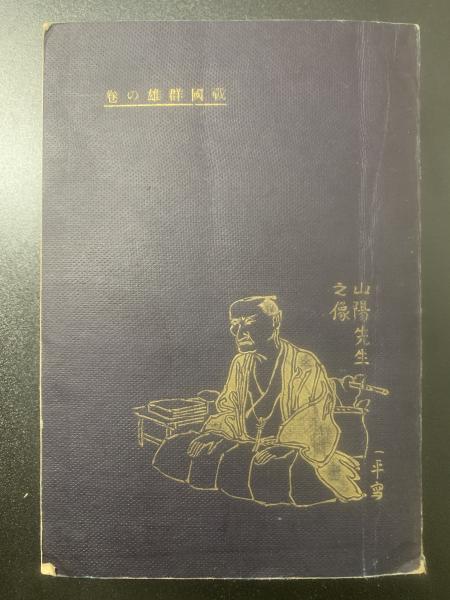 戰國群雄の卷
山陽先生
之像
一平寫